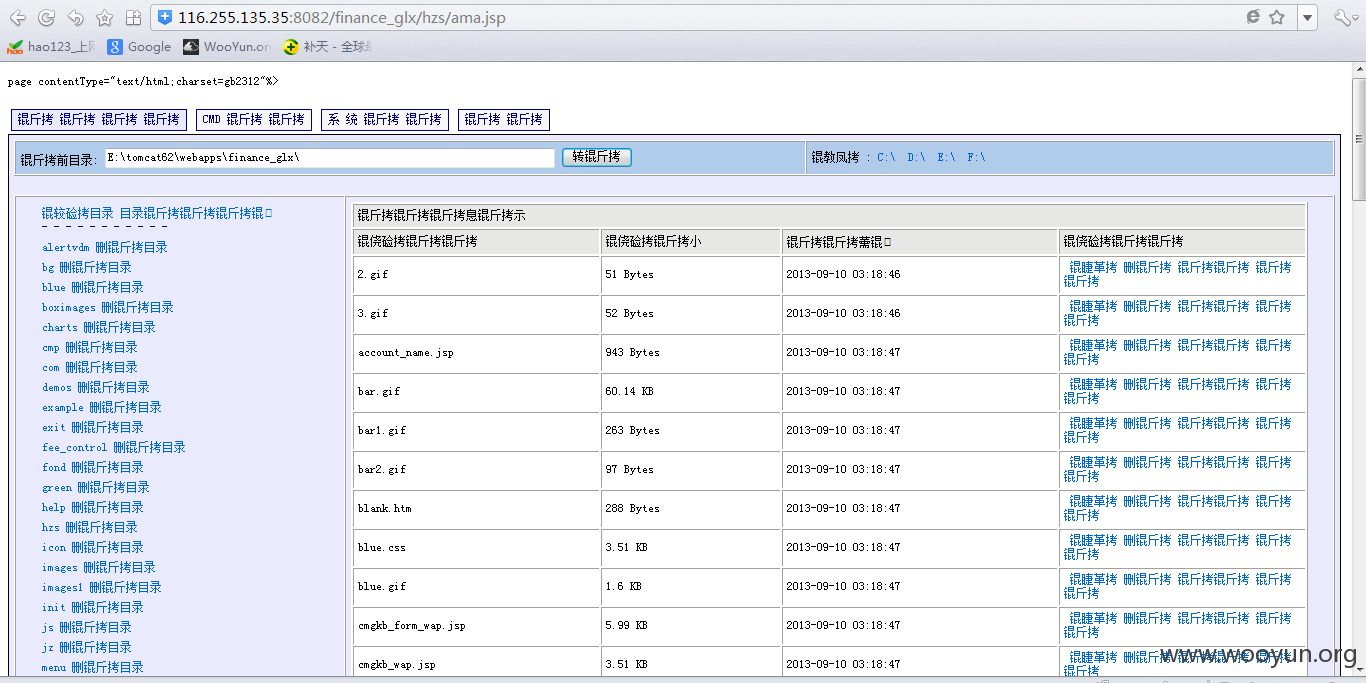 116.255.135.35:8082/finance_glx/hzs/ama.jsp
hao123_上网 Google WooYun.or 补天 - 全球
page contentType="text/html;charset=gb2312"%>
锟斤拷 锟斤拷 锟斤拷 锟斤拷 CMD 锟斤拷 锟斤拷 系 统 锟斤拷 锟斤拷 锟斤拷 锟斤拷
锟斤拷前目录: E:\tomcat62\webapps\finance_glx\ 转锟斤拷 锟教凤拷 : C:\ D:\ E:\ F:\
锟较硷拷目录 目录锟斤拷锟斤拷锟斤拷锟
- - - - - - - - - - -
alertvdm 删锟斤拷目录
bg 删锟斤拷目录
blue 删锟斤拷目录
boximages 删锟斤拷目录
charts 删锟斤拷目录
cmp 删锟斤拷目录
com 删锟斤拷目录
demos 删锟斤拷目录
example 删锟斤拷目录
exit 删锟斤拷目录
fee_control 删锟斤拷目录
fond 删锟斤拷目录
green 删锟斤拷目录
help 删锟斤拷目录
hzs 删锟斤拷目录
icon 删锟斤拷目录
images 删锟斤拷目录
images1 删锟斤拷目录
init 删锟斤拷目录
js 删锟斤拷目录
jz 删锟斤拷目录
menu 删锟斤拷目录
锟斤拷锟斤拷锟斤拷息锟斤拷示
锟侥硷拷锟斤拷锟斤拷 锟侥硷拷锟斤拷小 锟斤拷锟斤拷蕾锟 锟侥硷拷锟斤拷锟斤拷
2.gif 51 Bytes 2013-09-10 03:18:46 锟睫革拷 删锟斤拷 锟斤拷锟斤拷 锟斤拷
锟斤拷
3.gif 52 Bytes 2013-09-10 03:18:46 锟睫革拷 删锟斤拷 锟斤拷锟斤拷 锟斤拷
锟斤拷
account_name.jsp 943 Bytes 2013-09-10 03:18:47 锟睫革拷 删锟斤拷 锟斤拷锟斤拷 锟斤拷
锟斤拷
bar.gif 60.14 KB 2013-09-10 03:18:47 锟睫革拷 删锟斤拷 锟斤拷锟斤拷 锟斤拷
锟斤拷
bar1.gif 263 Bytes 2013-09-10 03:18:47 锟睫革拷 删锟斤拷 锟斤拷锟斤拷 锟斤拷
锟斤拷
bar2.gif 97 Bytes 2013-09-10 03:18:47 锟睫革拷 删锟斤拷 锟斤拷锟斤拷 锟斤拷
锟斤拷
blank.htm 288 Bytes 2013-09-10 03:18:47 锟睫革拷 删锟斤拷 锟斤拷锟斤拷 锟斤拷
锟斤拷
blue.css 3.51 KB 2013-09-10 03:18:47 锟睫革拷 删锟斤拷 锟斤拷锟斤拷 锟斤拷
锟斤拷
blue.gif 1.6 KB 2013-09-10 03:18:47 锟睫革拷 删锟斤拷 锟斤拷锟斤拷 锟斤拷
锟斤拷
cmgkb_form_wap.jsp 5.99 KB 2013-09-10 03:18:47 锟睫革拷 删锟斤拷 锟斤拷锟斤拷 锟斤拷
锟斤拷
cmgkb_wap.jsp 3.51 KB 2013-09-10 03:18:47 锟睫革拷 删锟斤拷 锟斤拷锟斤拷 锟斤拷
锟斤拷
www.wooyun.org